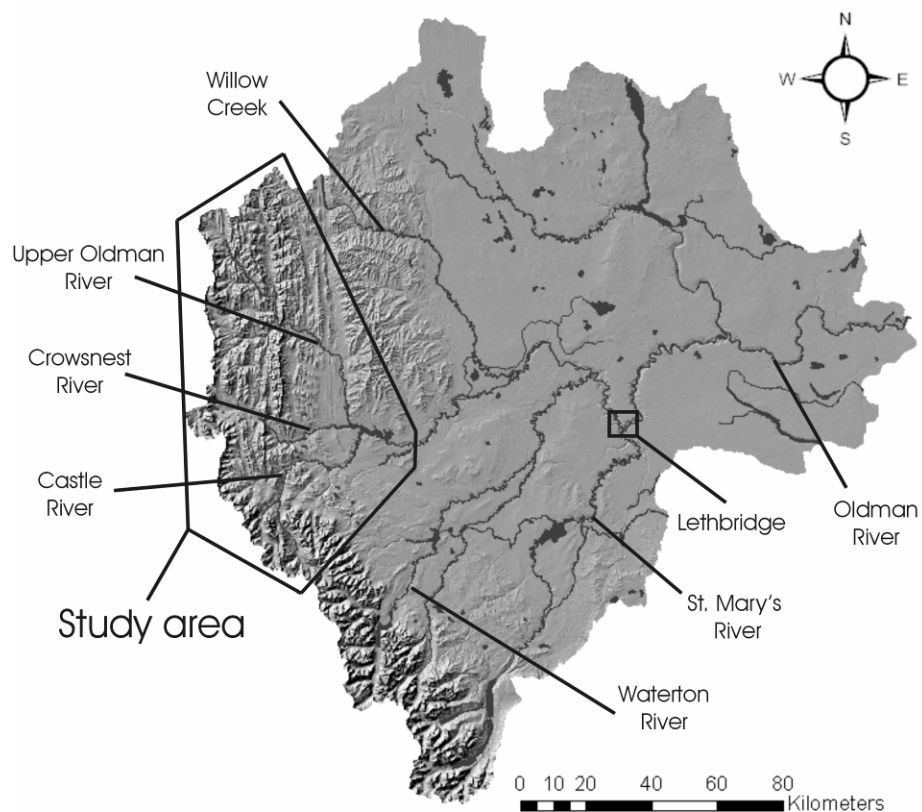 N
W E
S
Willow
Creek
Upper Oldman
River
Crowsnest
River
Castle
River
Study area
Lethbridge
Oldman
River
St. Mary's
River
Waterton
River
0 10 20 40 60 80
Kilometers